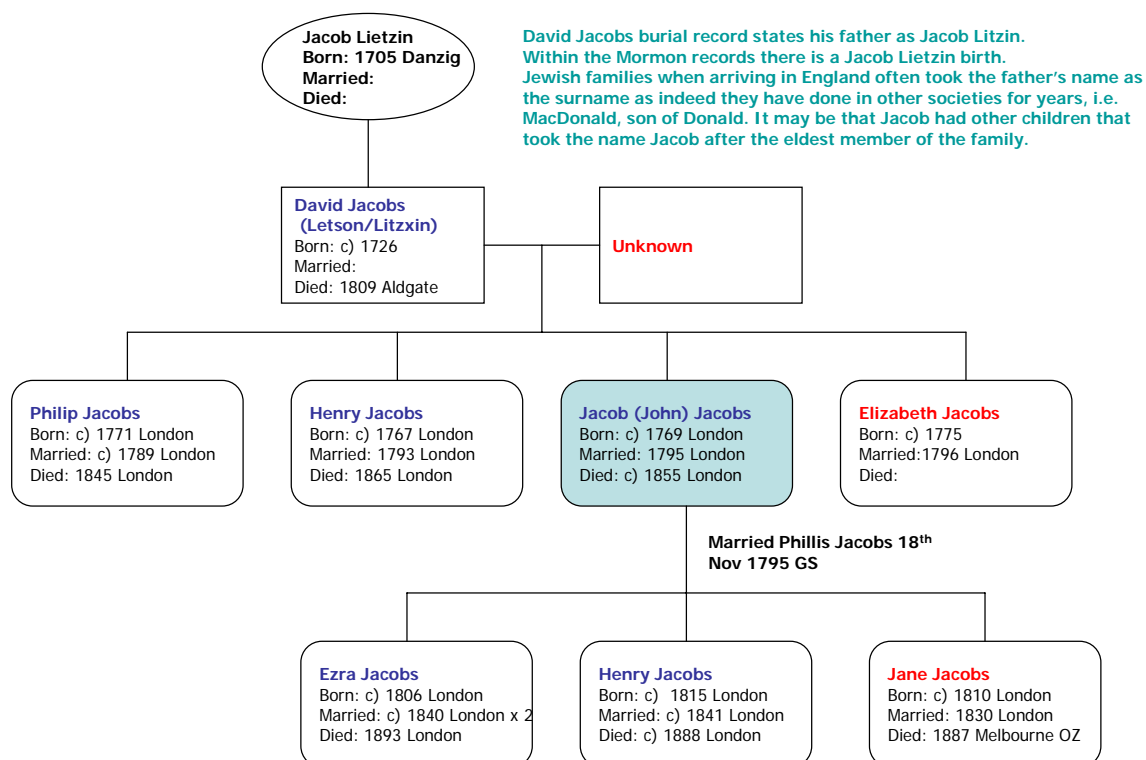 Jacob Lietzin
Born: 1705 Danzig
Married:
Died:
David Jacobs burial record states his father as Jacob Litzin.
Within the Mormon records there is a Jacob Lietzin birth.
Jewish families when arriving in England often took the father's name as
the surname as indeed they have done in other societies for years, i.e.
MacDonald, son of Donald. It may be that Jacob had other children that
took the name Jacob after the eldest member of the family.
David Jacobs
(Letson/Litzxin)
Born: c) 1726
Married:
Died: 1809 Aldgate
Unknown
Philip Jacobs
Born: c) 1771 London
Married: c) 1789 London
Died: 1845 London
Henry Jacobs
Born: c) 1767 London
Married: 1793 London
Died: 1865 London
Jacob (John) Jacobs
Born: c) 1769 London
Married: 1795 London
Died: c) 1855 London
Elizabeth Jacobs
Born: c) 1775
Married:1796 London
Died:
Married Phillis Jacobs 18th
Nov 1795 GS
Ezra Jacobs
Born: c) 1806 London
Married: c) 1840 London x 2
Died: 1893 London
Henry Jacobs
Born: c)  1815 London
Married: c) 1841 London
Died: c) 1888 London
Jane Jacobs
Born: c) 1810 London
Married: 1830 London
Died: 1887 Melbourne OZ